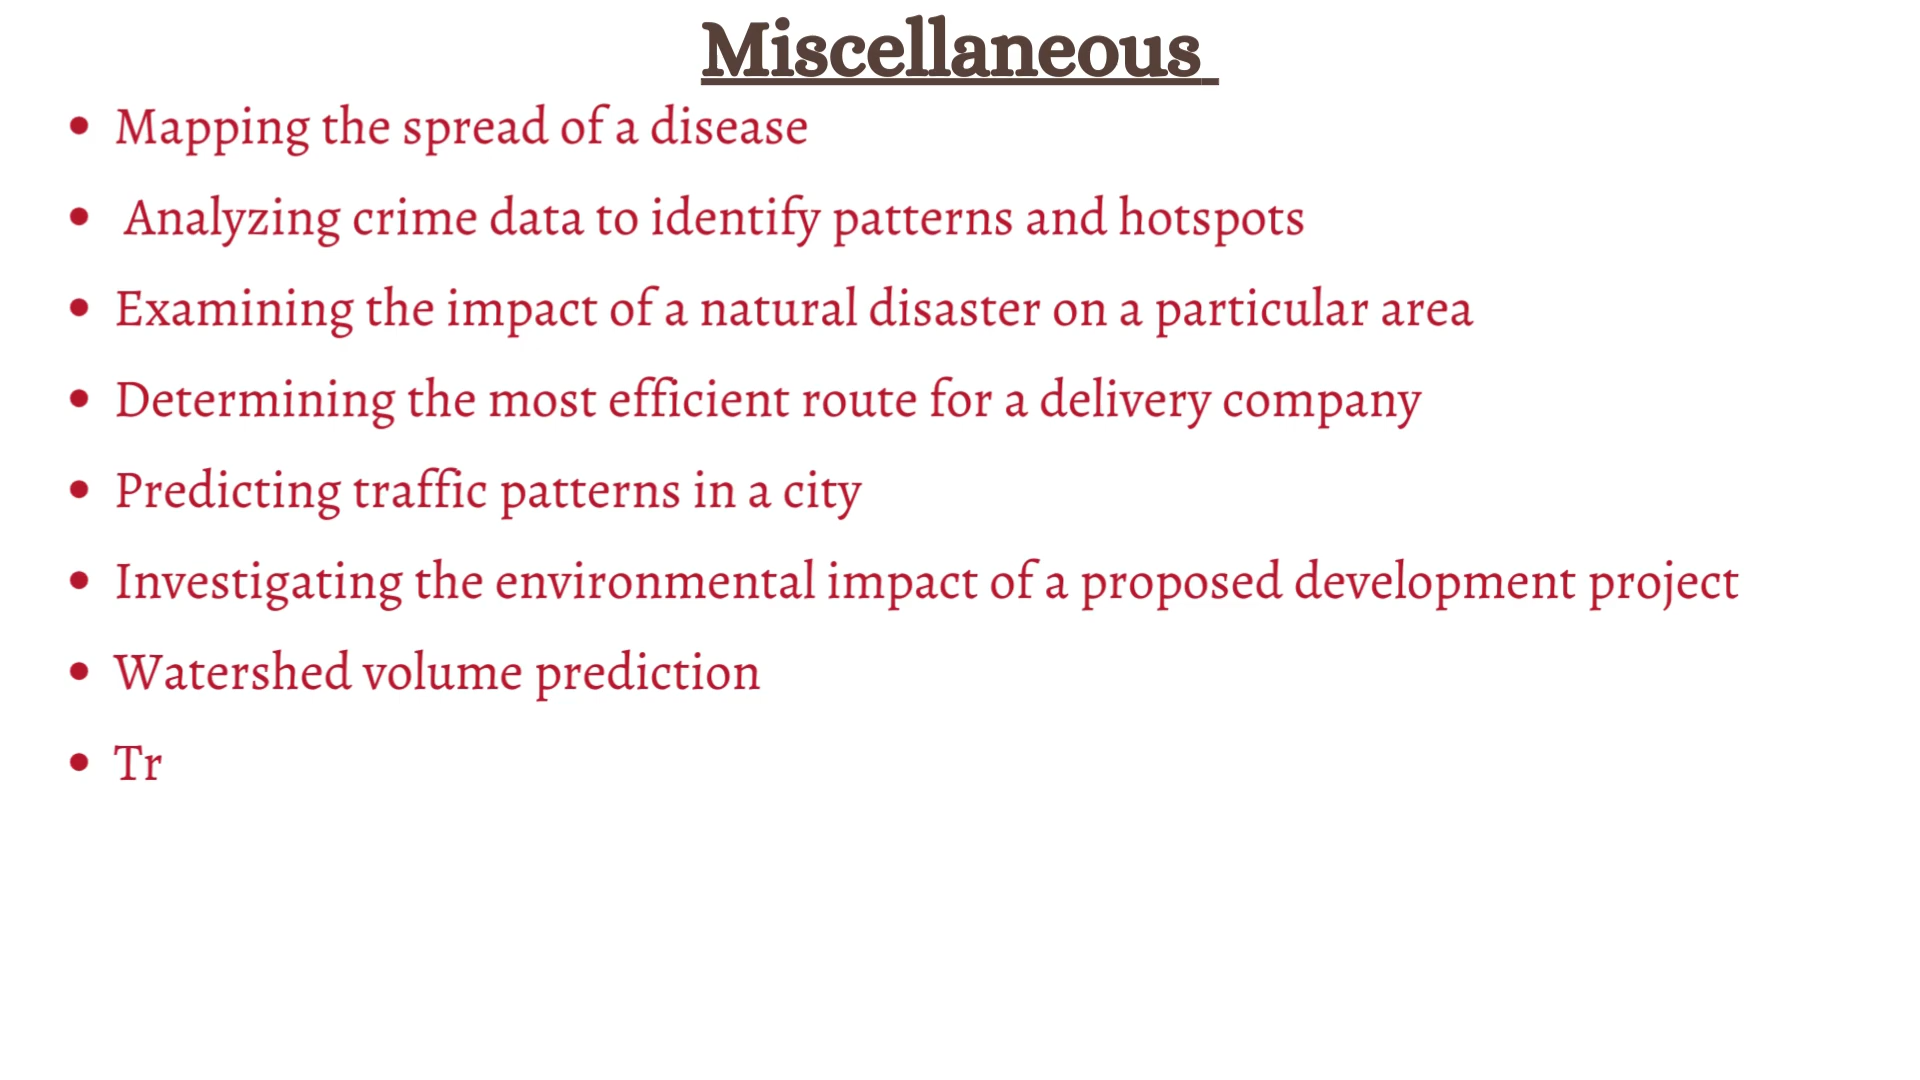 Miscellaneous
• Mapping the spread of a disease
• Analyzing crime data to identify patterns and hotspots
• Examining the impact of a natural disaster on a particular area
• Determining the most efficient route for a delivery company
• Predicting traffic patterns in a city
• Investigating the environmental impact of a proposed development project
• Watershed volume prediction
• Tr